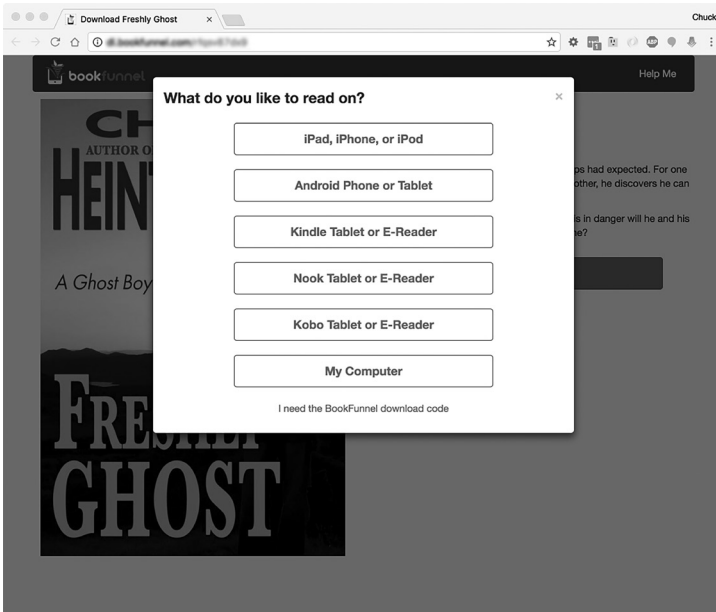 Download Freshly Ghost
Chuck
bookfunnel
Help Me
What do you like to read on?
iPad, iPhone, or iPod
Android Phone or Tablet
Kindle Tablet or E-Reader
Nook Tablet or E-Reader
Kobo Tablet or E-Reader
My Computer
I need the BookFunnel download code
CH
AUTHOR O
HEIN
A Ghost Boy
FRESHLY
GHOST
had expected. For one
other, he discovers he can
is in danger will he and his